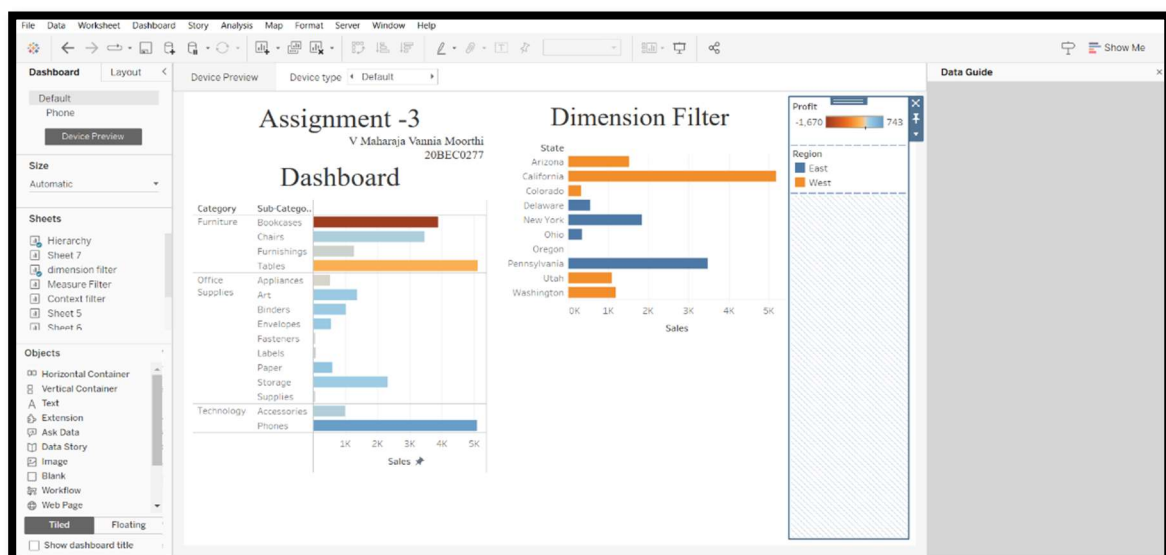 File Data Worksheet Dashboard Story Analysis Map Format Server Window Help
Show Me
Dashboard Layout
Default
Phone
Device Preview
Size
Automatic
Sheets
Hierarchy
Sheet 7
dimension filter
Measure Filter
Context filter
Sheet 5
Sheet 6
Objects
Horizontal Container
Vertical Container
Text
Extension
Ask Data
Data Story
Image
Blank
Workflow
Web Page
Tiled Floating
Show dashboard title
Device Preview Device type Default
Assignment -3
V Maharaja Vannia Moorthi
20BEC0277
Dashboard
Category Sub-Catego..
Furniture Bookcases
Chairs
Furnishings
Tables
Office Supplies Appliances
Art
Binders
Envelopes
Fasteners
Labels
Paper
Storage
Supplies
Technology Accessories
Phones
1K 2K 3K 4K 5K
Sales
Dimension Filter
State
Arizona
California
Colorado
Delaware
New York
Ohio
Oregon
Pennsylvania
Utah
Washington
0K 1K 2K 3K 4K 5K
Sales
Profit
-1,670 743
Region
East
West
Data Guide